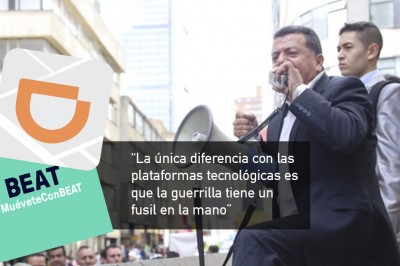 BEAT
MuéveteConBEAT
“La única diferencia con las
plataformas tecnológicas es
que la guerrilla tiene un
fusil en la mano”